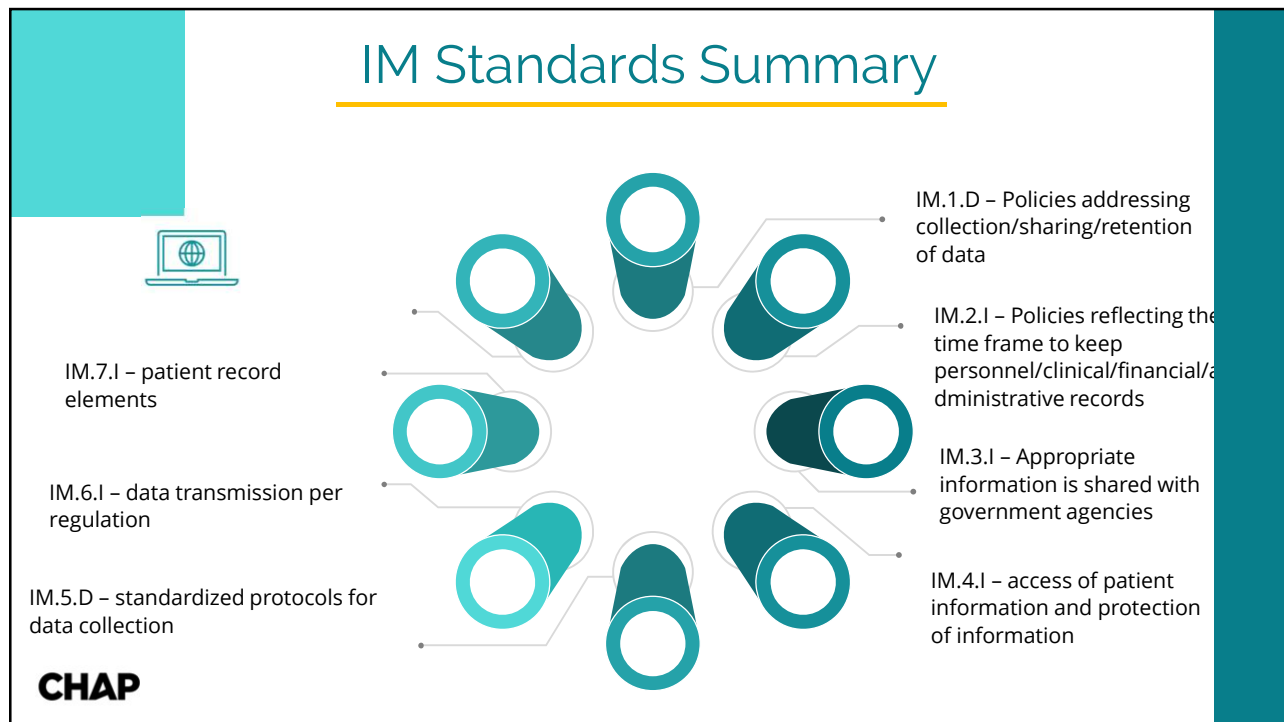 IM Standards Summary
IM.1.D – Policies addressing
collection/sharing/retention
of data
IM.2.I – Policies reflecting the
time frame to keep
personnel/clinical/financial/a
dministrative records
IM.3.I – Appropriate
information is shared with
government agencies
IM.4.I – access of patient
information and protection
of information
IM.5.D – standardized protocols for
data collection
IM.6.I – data transmission per
regulation
IM.7.I – patient record
elements
CHAP